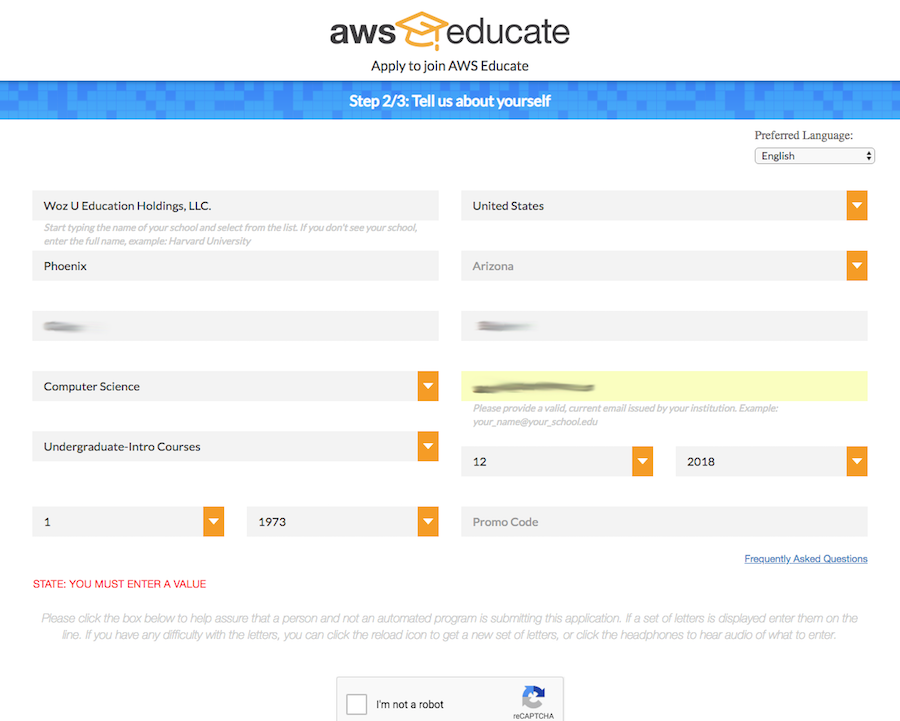 aws educate
Apply to join AWS Educate
Step 2/3: Tell us about yourself
Preferred Language:
English
Woz U Education Holdings, LLC.
United States
Start typing the name of your school and select from the list. If you don't see your school,
enter the full name, example: Harvard University
Phoenix
Arizona
Computer Science
Please provide a valid, current email issued by your institution. Example:
your_name@your_school.edu
Undergraduate-Intro Courses
12
2018
1
1973
Promo Code
Frequently Asked Questions
STATE: YOU MUST ENTER A VALUE
Please click the box below to help assure that a person and not an automated program is submitting this application. If a set of letters is displayed enter them on the
line. If you have any difficulty with the letters, you can click the reload icon to get a new set of letters, or click the headphones to hear audio of what to enter.
I'm not a robot
reCAPTCHA